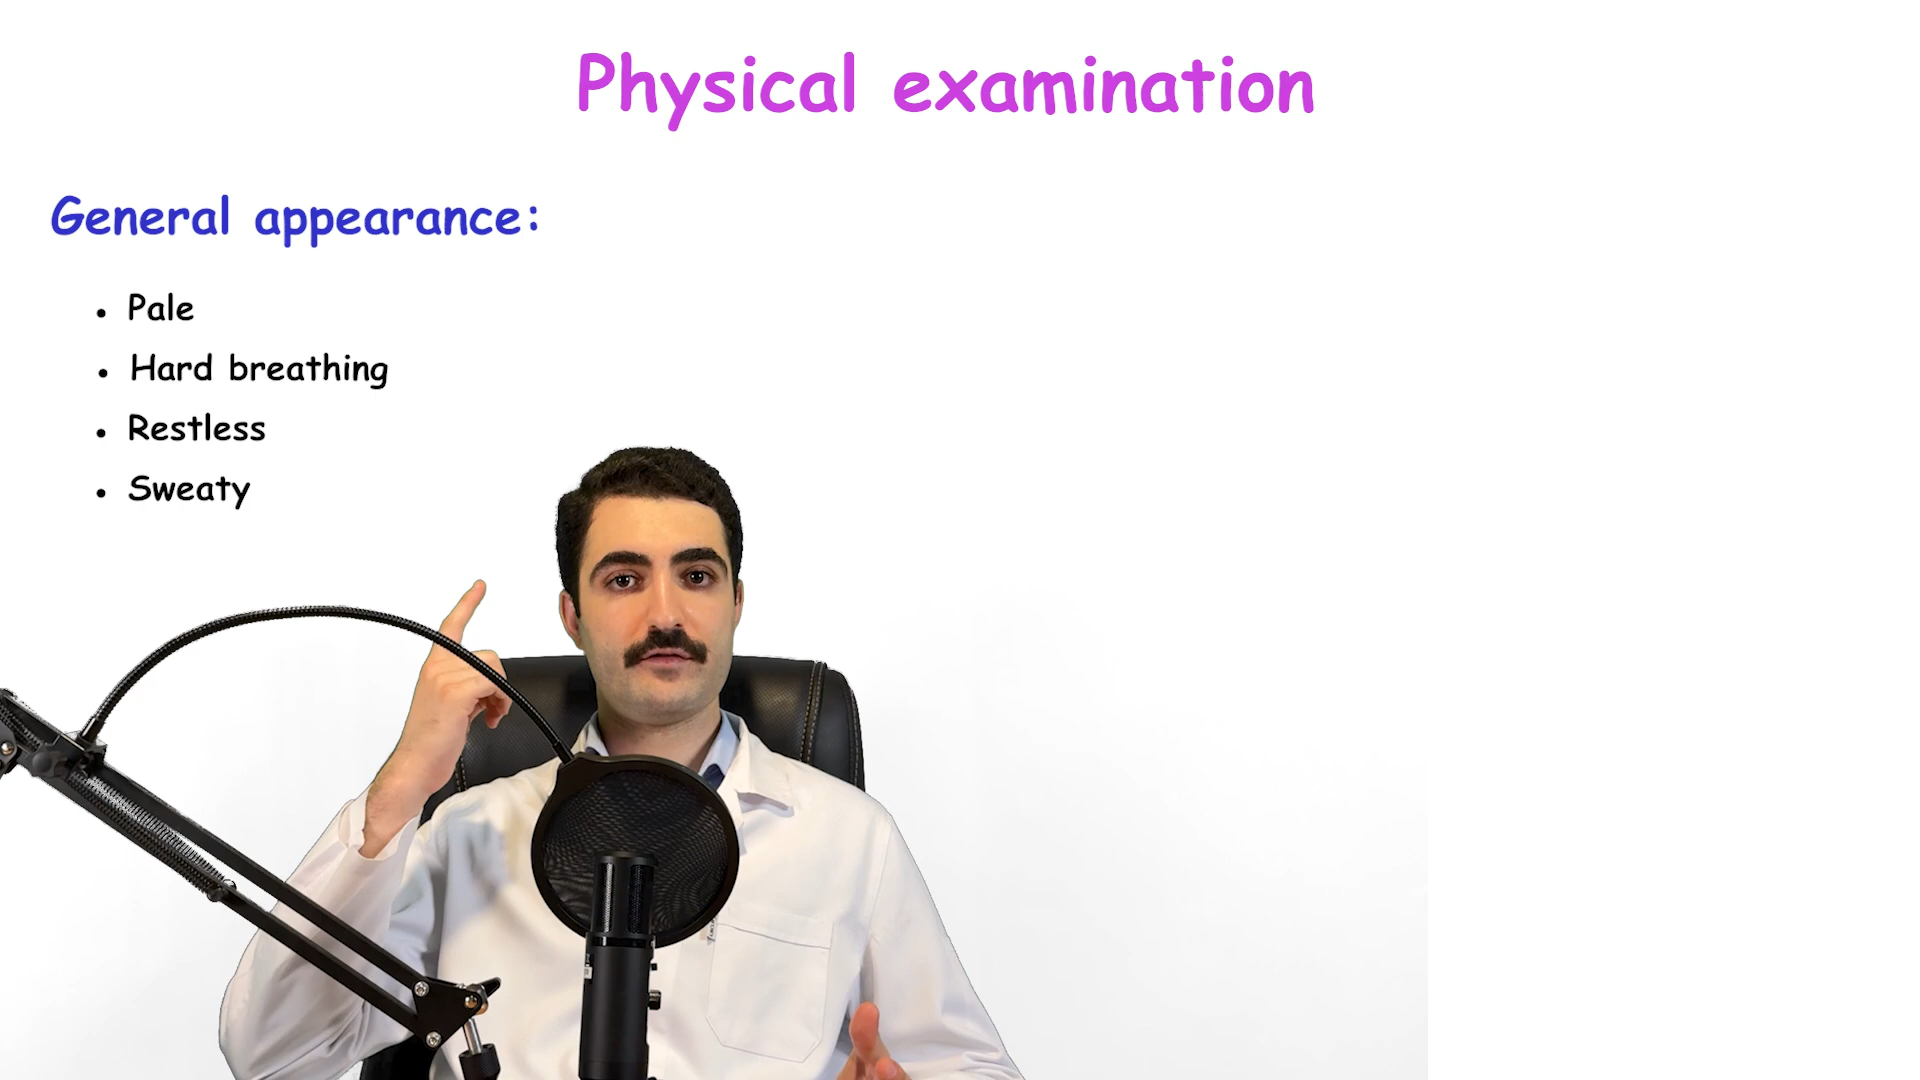 Physical examination
General appearance:
• Pale
• Hard breathing
• Restless
• Sweaty